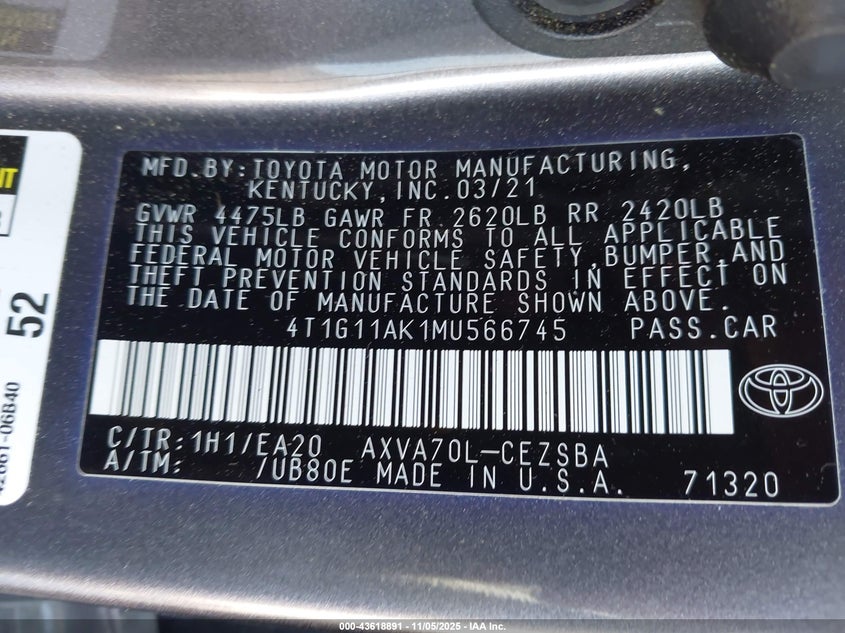 MFD.BY:TOYOTA MOTOR MANUFACTURING,
KENTUCKY,INC.03/21
GVWR 4475LB GAWR FR 2620LB RR 2420LB
THIS VEHICLE CONFORMS TO ALL APPLICABLE
FEDERAL MOTOR VEHICLE SAFETY,BUMPER,AND
THEFT PREVENTION STANDARDS IN EFFECT ON
THE DATE OF MANUFACTURE SHOWN ABOVE.
4T1G11AK1MU566745 PASS.CAR
C/TR:1H1/EA20 AXVA70L-CEZSBA
A/TM: /UB80E MADE IN U.S.A. 71320
52
000-43618891 - 11/05/2025 - IAA Inc.